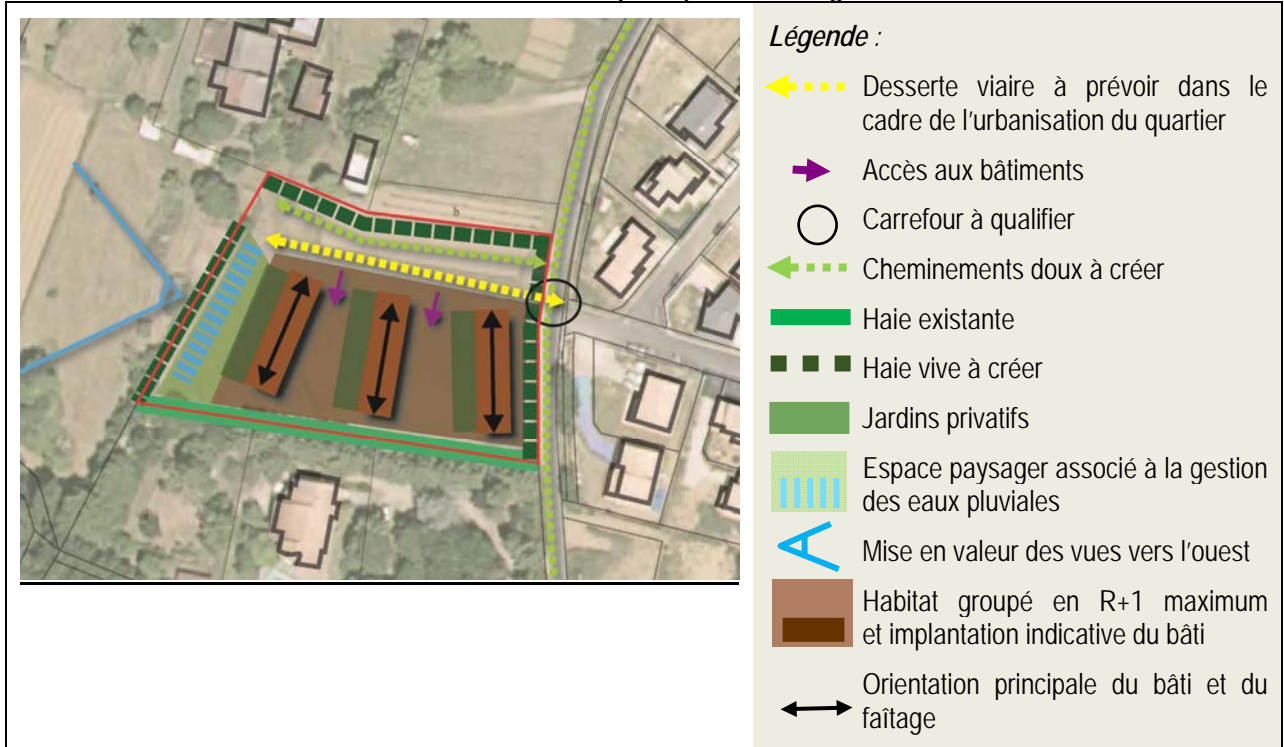 Légende :
Desserte viaire à prévoir dans le
cadre de l'urbanisation du quartier
Accès aux bâtiments
Carrefour à qualifier
Cheminements doux à créer
Haie existante
Haie vive à créer
Jardins privatifs
Espace paysager associé à la gestion
des eaux pluviales
Mise en valeur des vues vers l'ouest
Habitat groupé en R+1 maximum
et implantation indicative du bâti
Orientation principale du bâti et du
faîtage